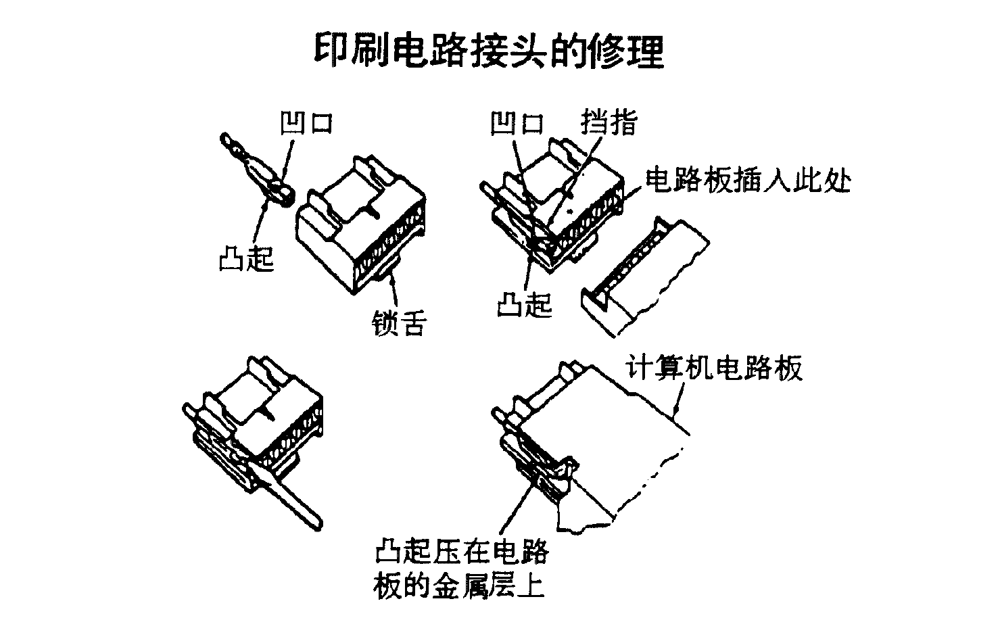 印刷电路接头的修理
凹口
凸起
锁舌
凹口
挡指
电路板插入此处
凸起
计算机电路板
凸起压在电路
板的金属层上